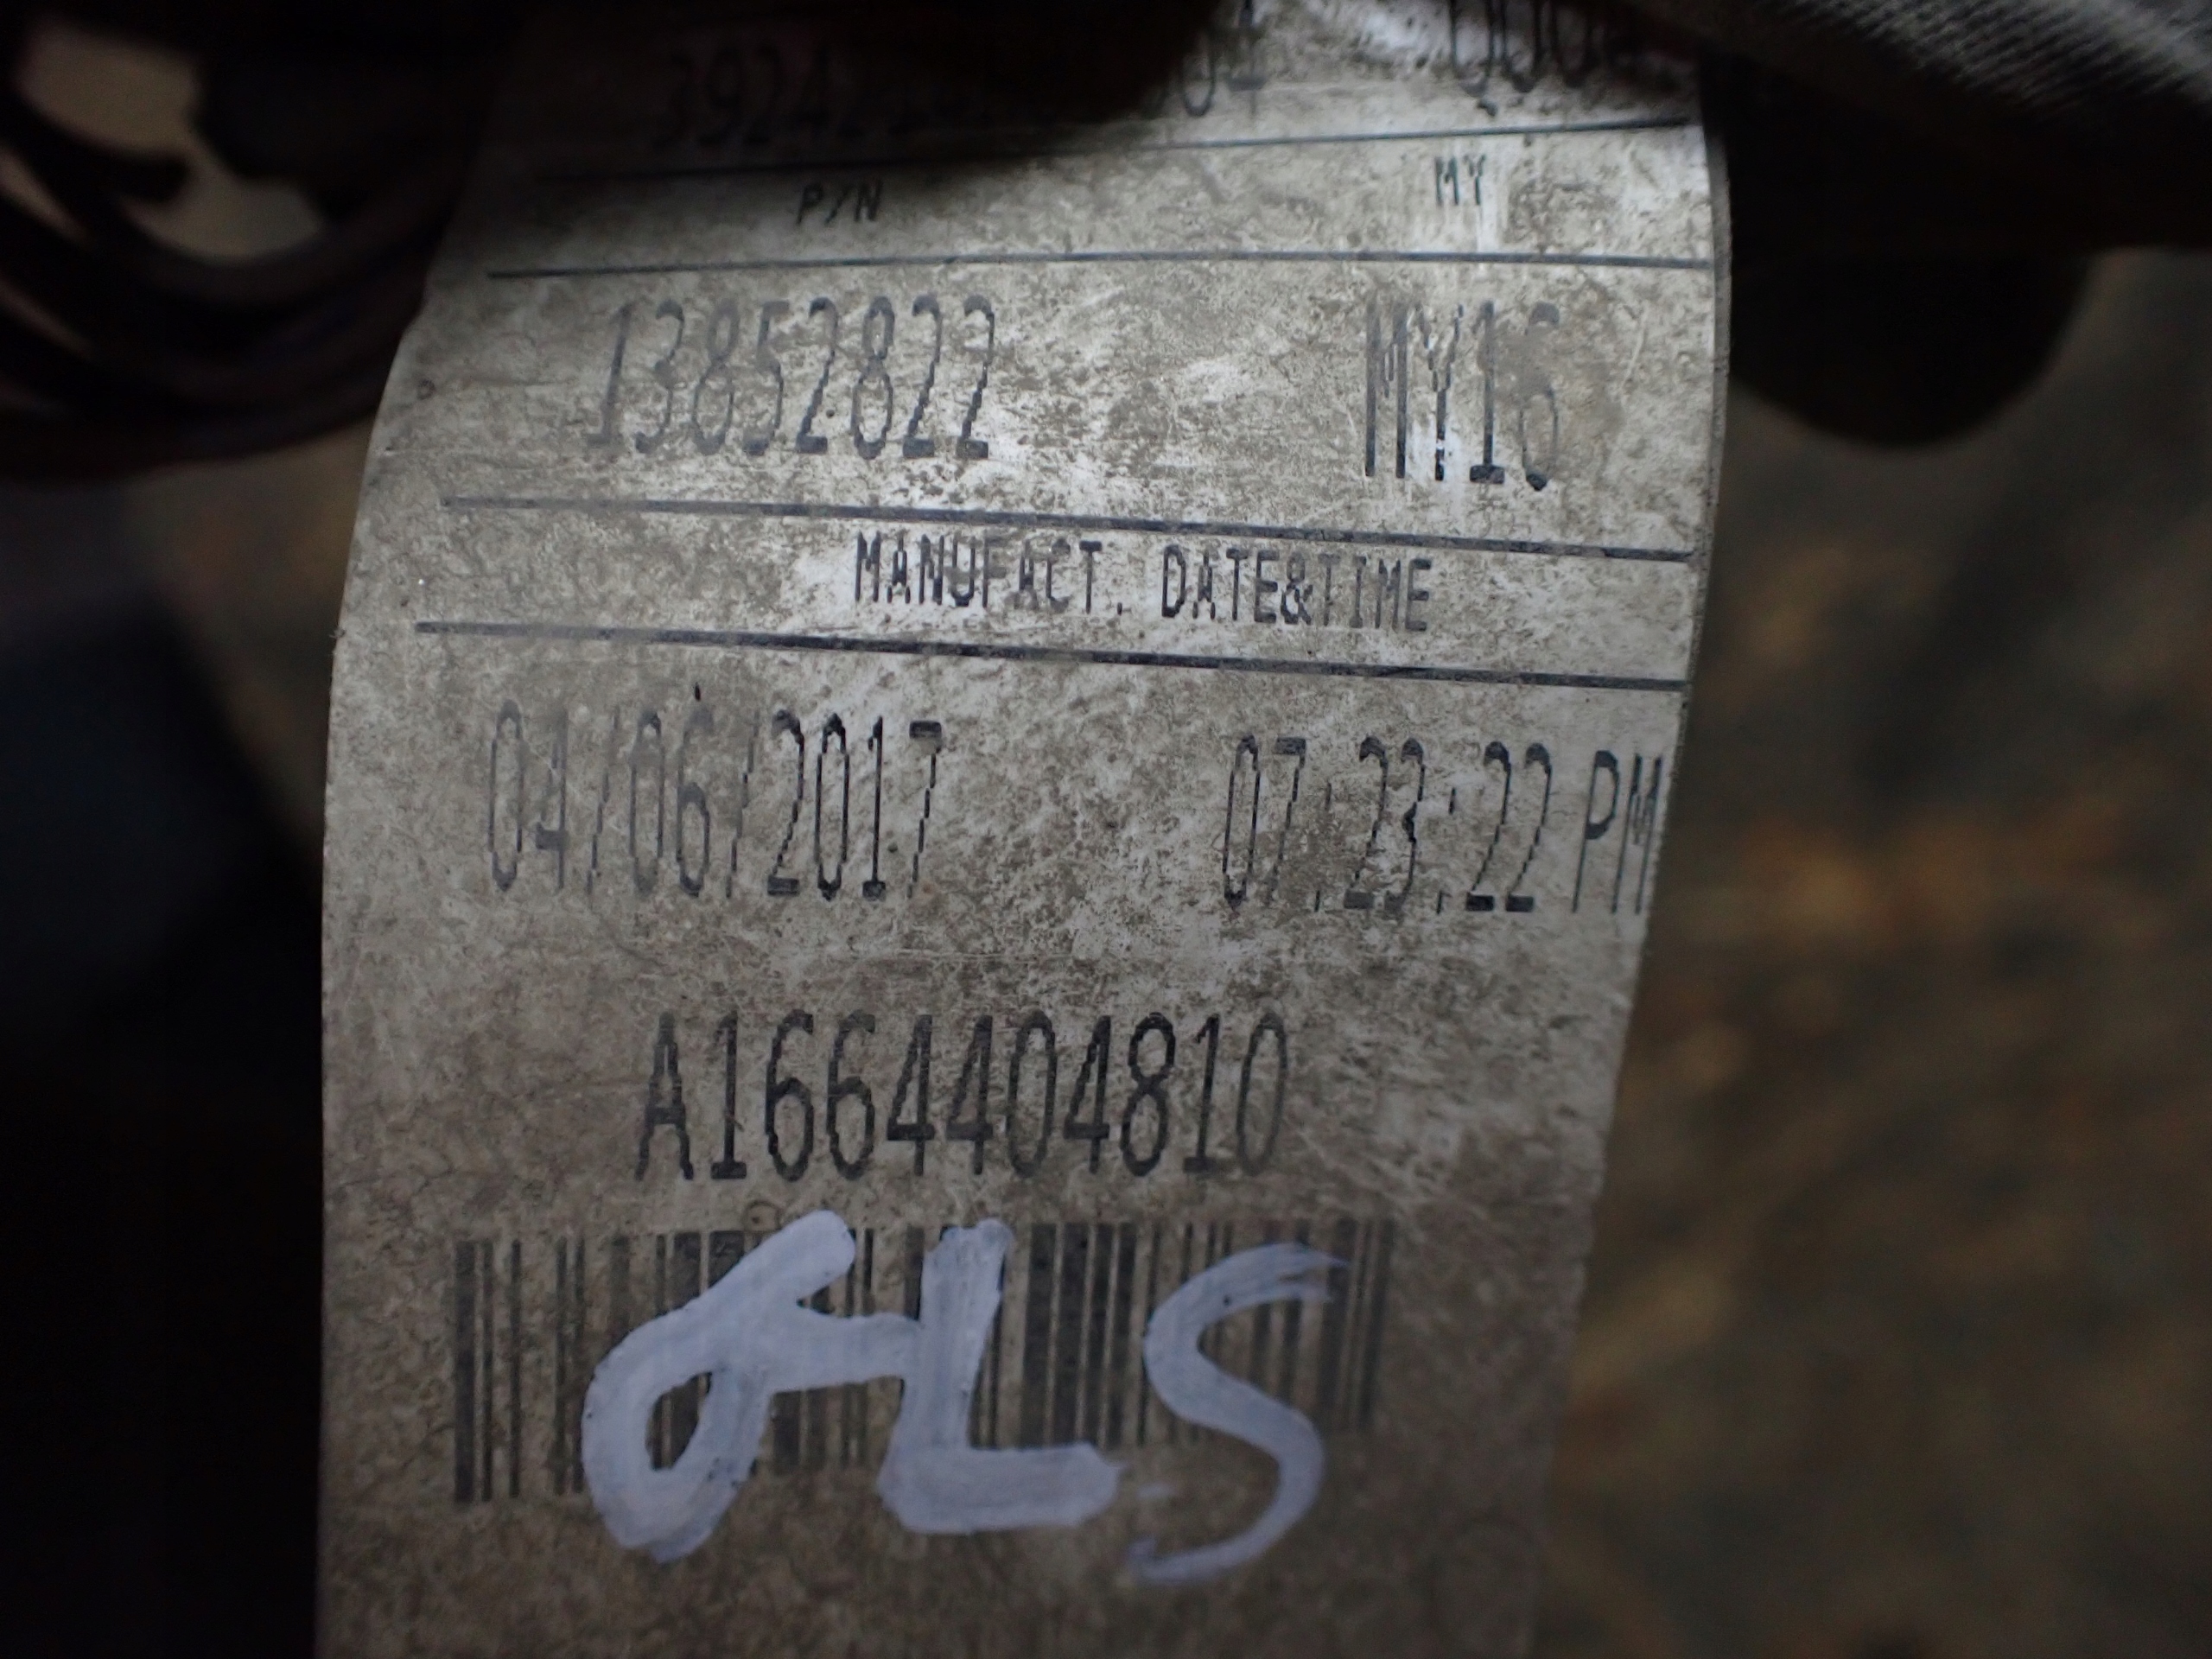 P/N MY
13852822 MY16
MANUFACT. DATE&TIME
04/06/2017 07:23:22 PM
A1664404810
GLS